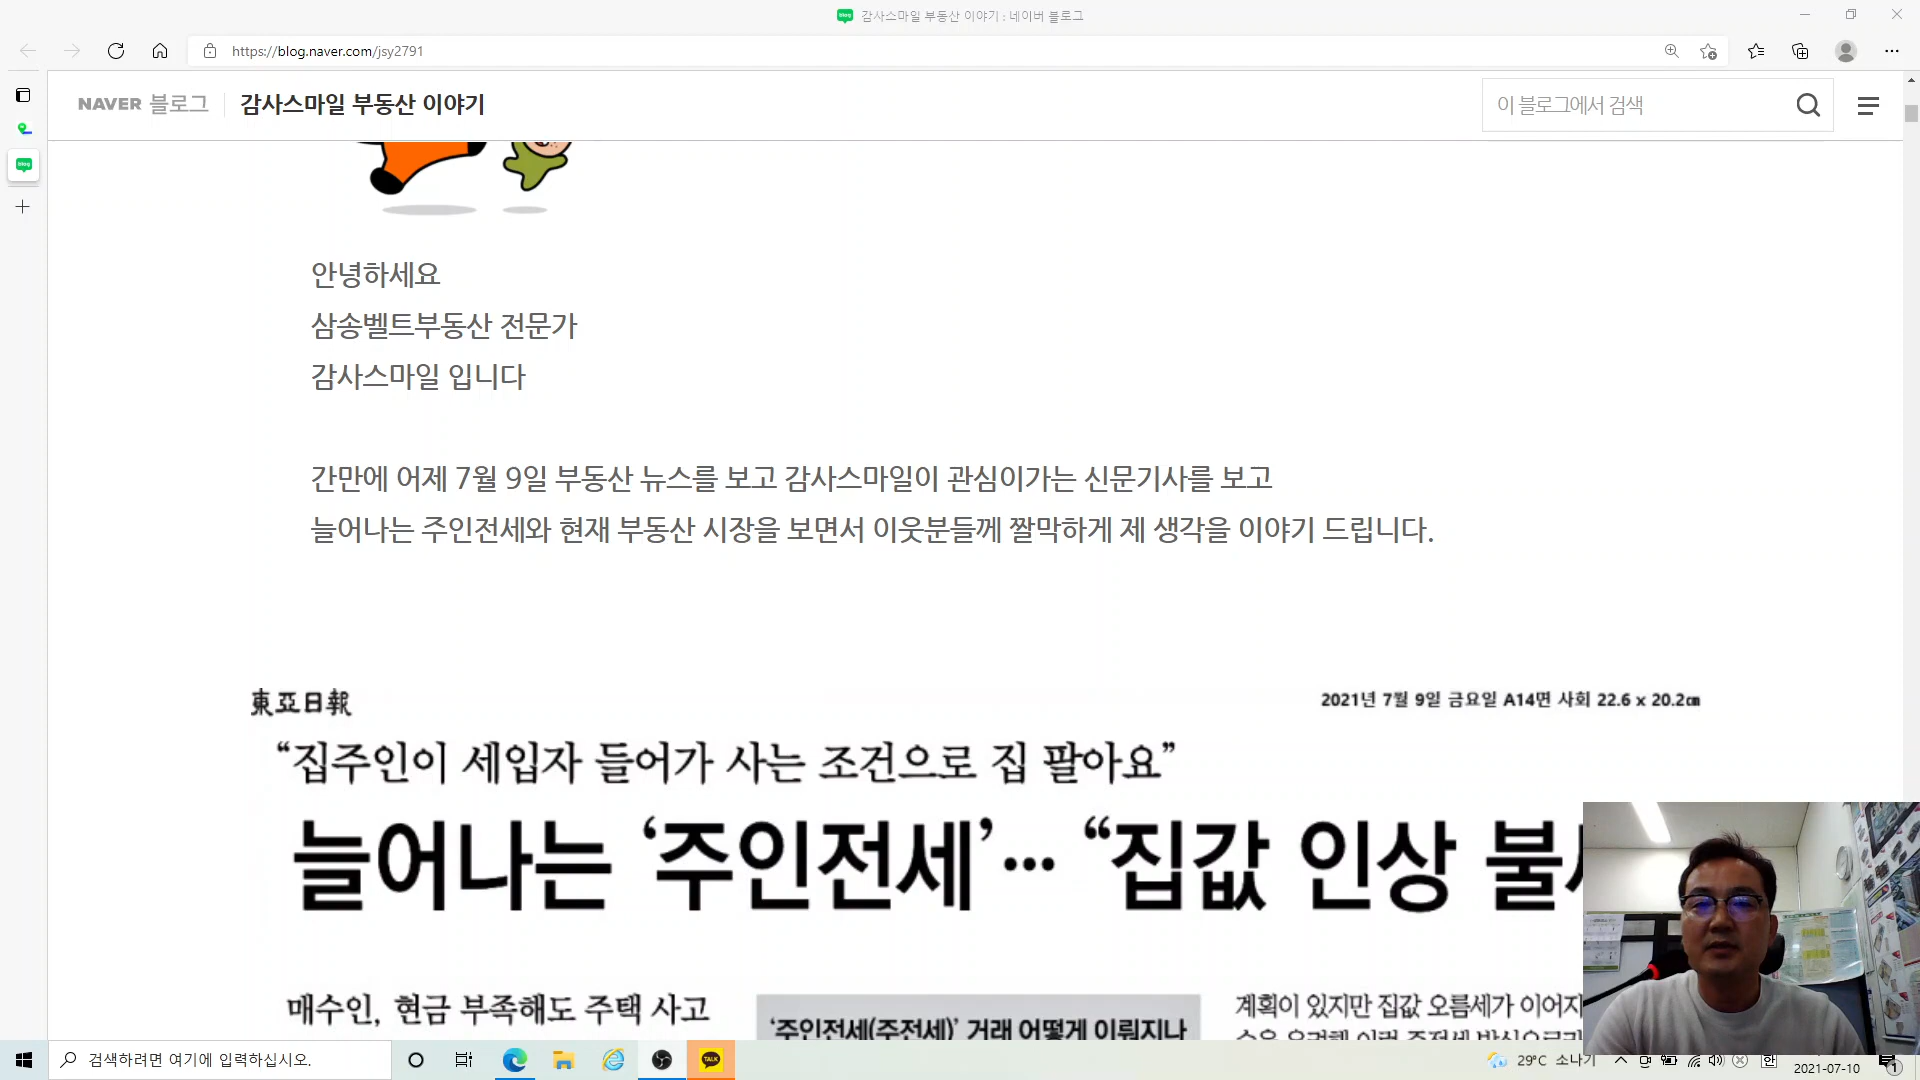 감사스마일 부동산 이야기 : 네이버 블로그
https://blog.naver.com/jsy2791
NAVER 블로그
감사스마일 부동산 이야기
이 블로그에서 검색
안녕하세요
삼송벨트부동산 전문가
감사스마일 입니다
간만에 어제 7월 9일 부동산 뉴스를 보고 감사스마일이 관심이가는 신문기사를 보고
늘어나는 주인전세와 현재 부동산 시장을 보면서 이웃분들께 짤막하게 제 생각을 이야기 드립니다.
東亞日報
2021년 7월 9일 금요일 A14면 사회 22.6 x 20.2㎝
“집주인이 세입자 들어가 사는 조건으로 집 팔아요”
늘어나는 ‘주인전세’… “집값 인상 불
매수인, 현금 부족해도 주택 사고
‘주인전세(주전세)’ 거래 어떻게 이뤄지나
계획이 있지만 집값 오름세가 이어지
검색하려면 여기에 입력하십시오.
TALK
29°C 소나기
한
2021-07-10
1